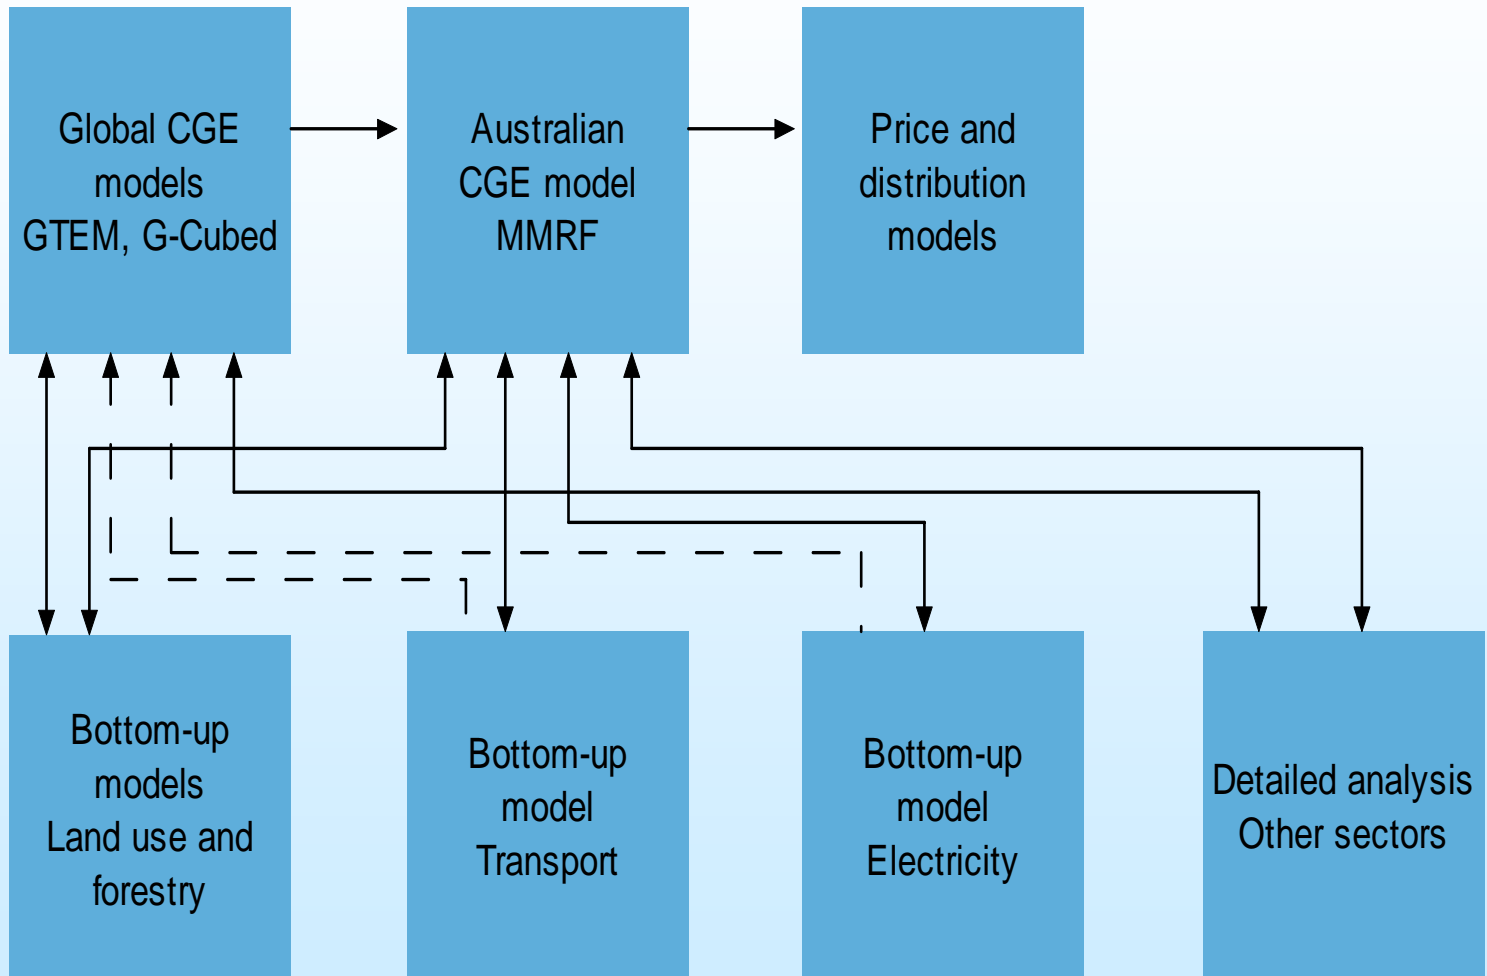 Global CGE
models
GTEM, G-Cubed
Australian
CGE model
MMRF
Price and
distribution
models
Bottom-up
models
Land use and
forestry
Bottom-up
model
Transport
Bottom-up
model
Electricity
Detailed analysis
Other sectors